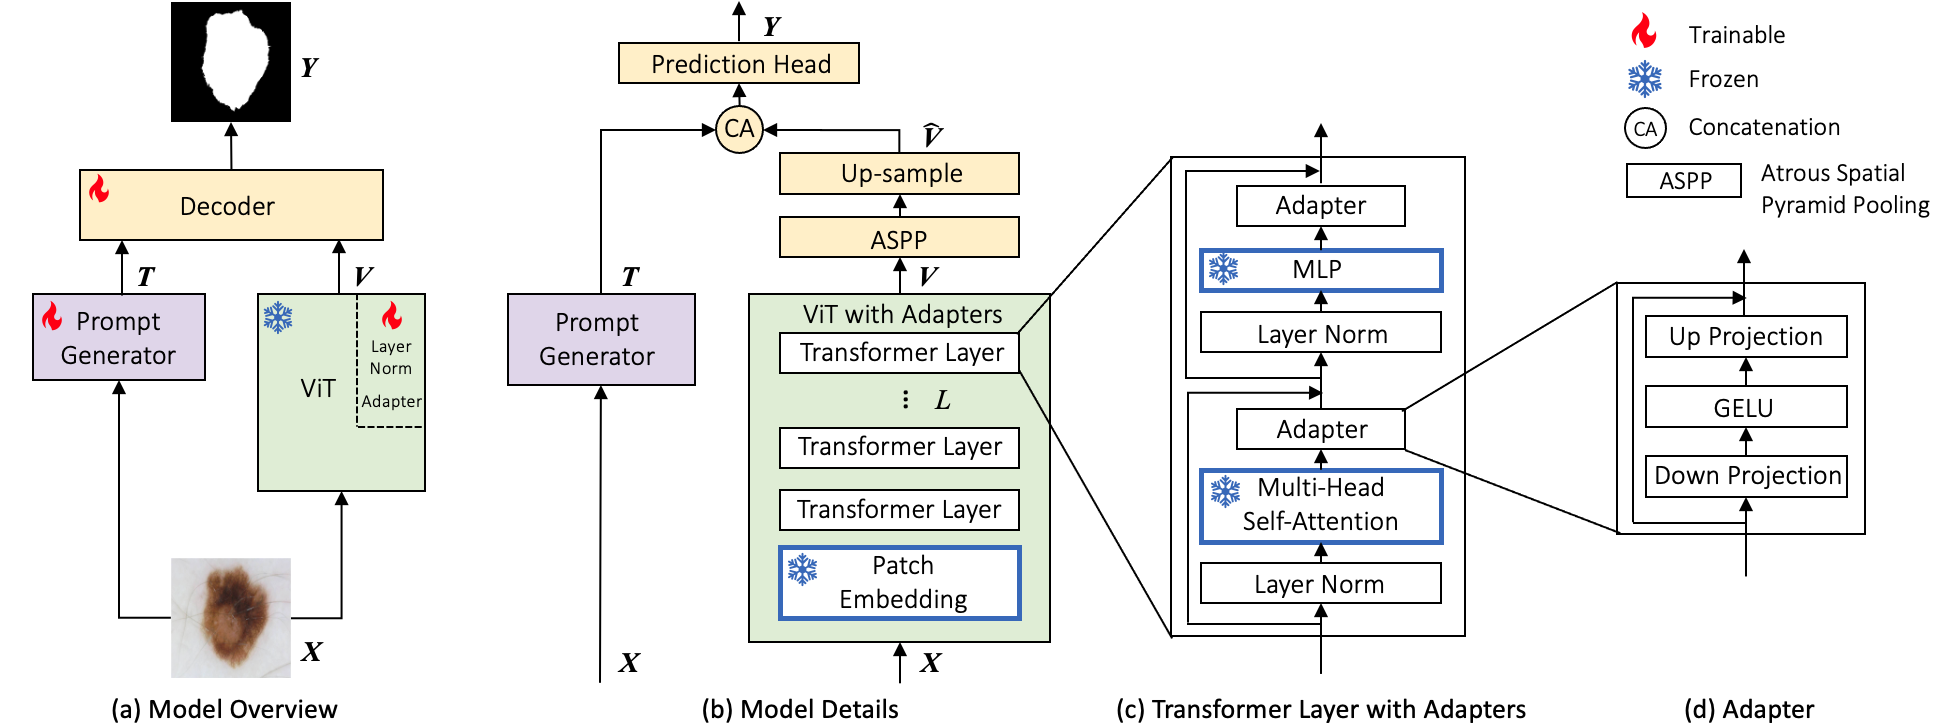 Y
Decoder
T
V
Prompt
Generator
ViT
Layer
Norm
Adapter
X
(a) Model Overview
Y
Prediction Head
CA
V̂
Up-sample
ASPP
T
V
Prompt
Generator
ViT with Adapters
Transformer Layer
⋮ L
Transformer Layer
Transformer Layer
Patch
Embedding
X
X
(b) Model Details
Adapter
MLP
Layer Norm
Adapter
Multi-Head
Self-Attention
Layer Norm
(c) Transformer Layer with Adapters
Trainable
Frozen
CA Concatenation
ASPP
Atrous Spatial
Pyramid Pooling
Up Projection
GELU
Down Projection
(d) Adapter